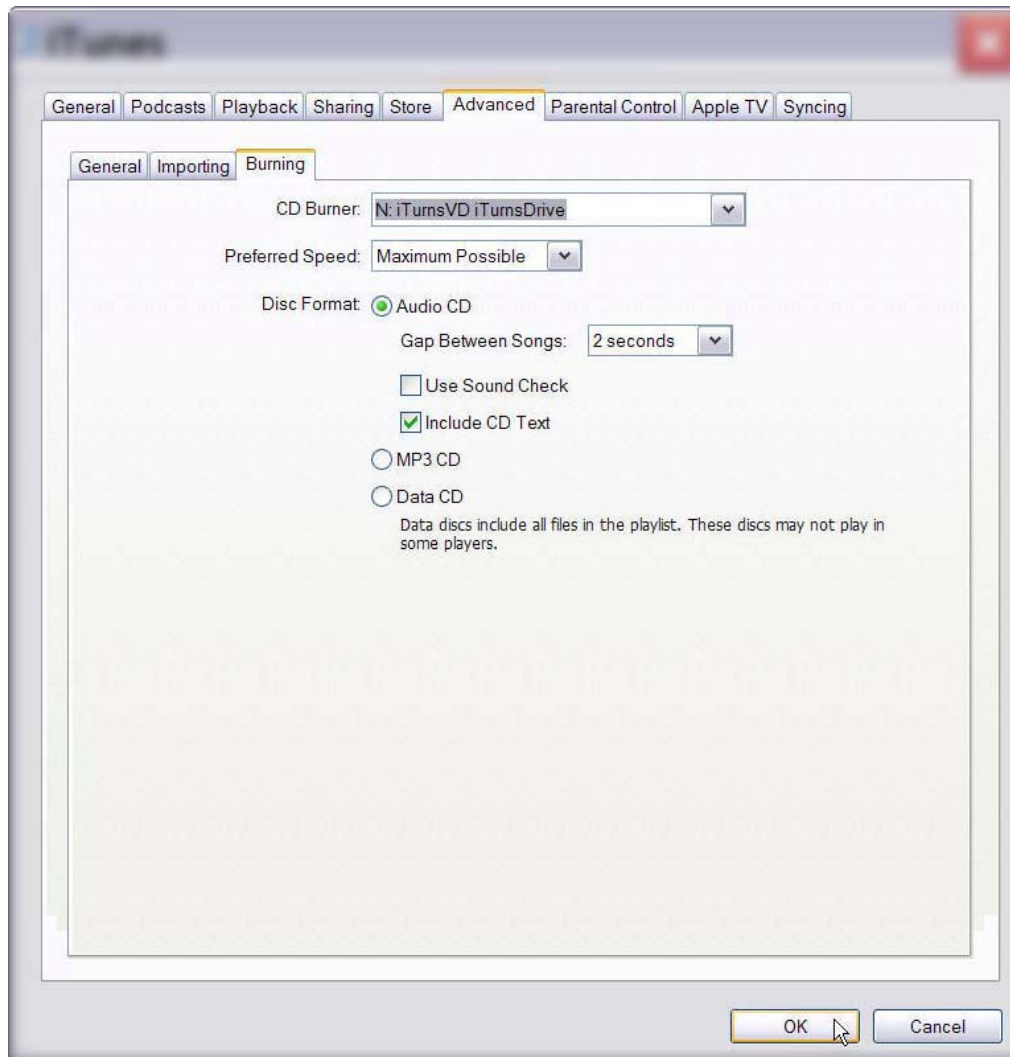 iTunes
General Podcasts Playback Sharing Store Advanced Parental Control Apple TV Syncing
General Importing Burning
CD Burner: N: iTurnsVD iTurnsDrive
Preferred Speed: Maximum Possible
Disc Format: Audio CD
Gap Between Songs: 2 seconds
Use Sound Check
Include CD Text
MP3 CD
Data CD
Data discs include all files in the playlist. These discs may not play in
some players.
OK Cancel